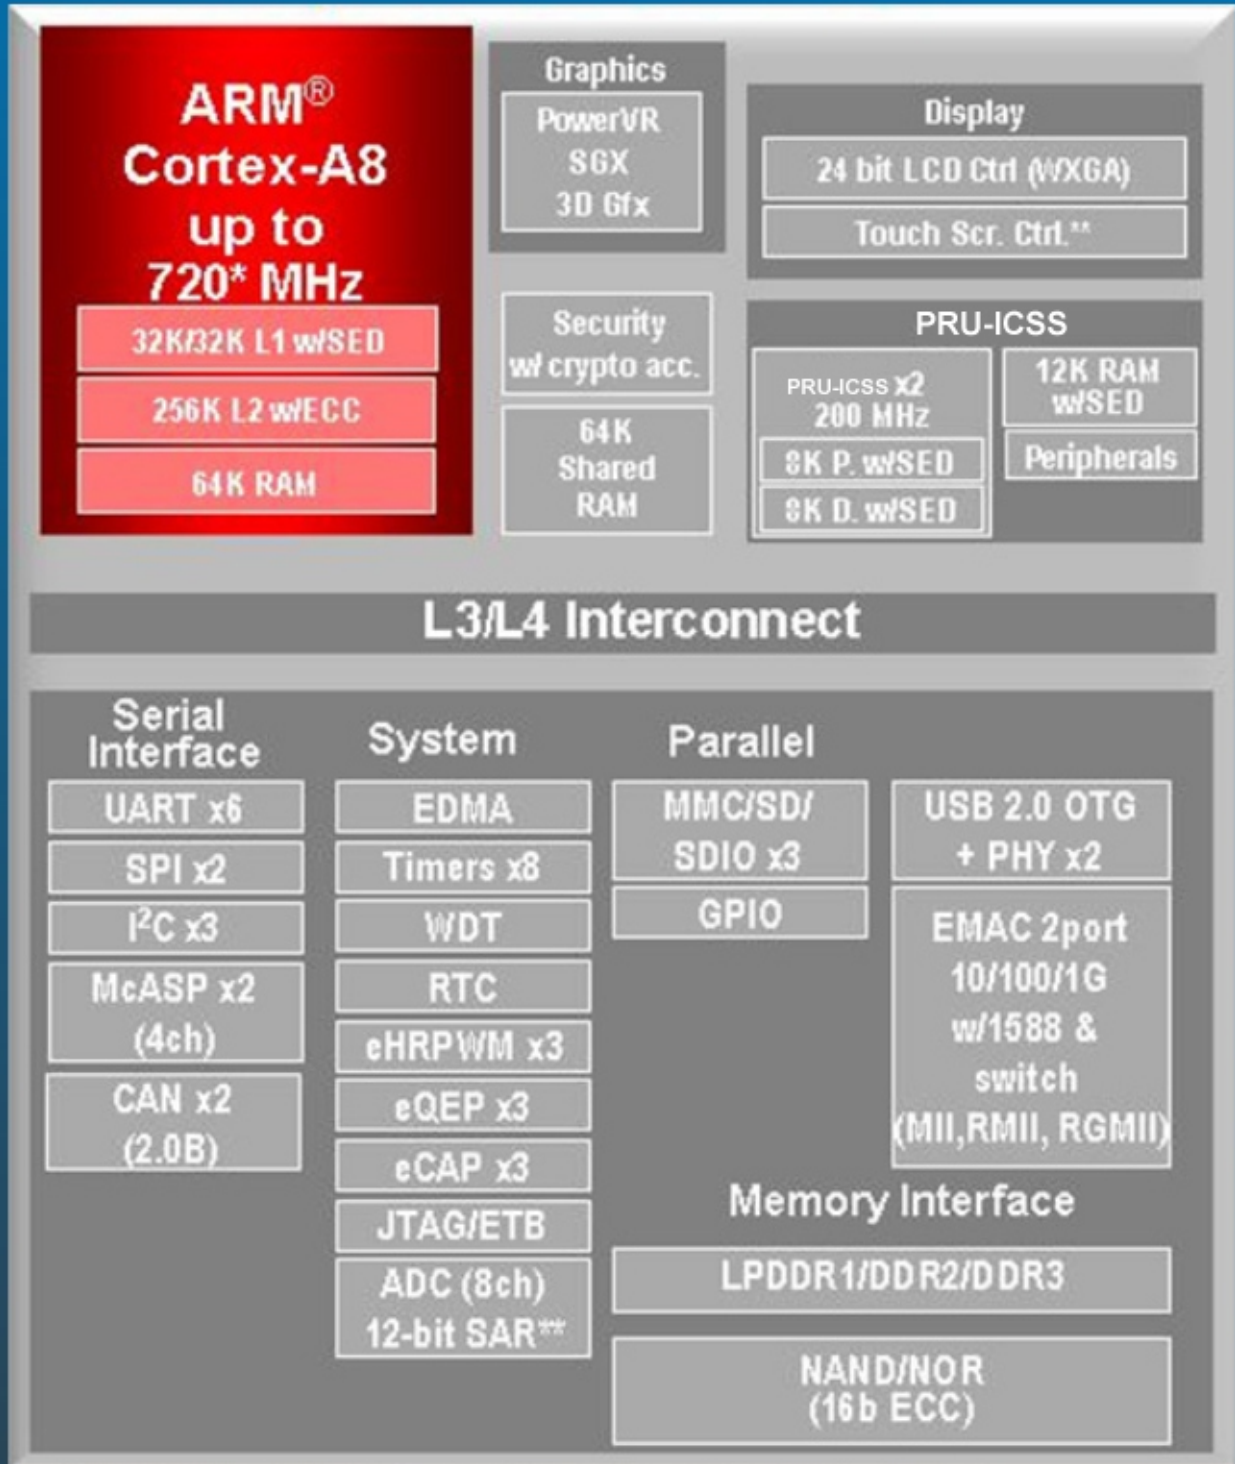 ARM®
Cortex-A8
up to
720* MHz
32K/32K L1 w/SED
256K L2 w/ECC
64K RAM
Graphics
PowerVR
SGX
3D Gfx
Security
w/ crypto acc.
64K
Shared
RAM
Display
24 bit LCD Ctrl (WXGA)
Touch Scr. Ctrl.**
PRU-ICSS
PRU-ICSS x2
200 MHz
8K P. w/SED
8K D. w/SED
12K RAM
w/SED
Peripherals
L3/L4 Interconnect
Serial
Interface
UART x6
SPI x2
I²C x3
McASP x2
(4ch)
CAN x2
(2.0B)
System
EDMA
Timers x8
WDT
RTC
eHRPWM x3
eQEP x3
eCAP x3
JTAG/ETB
ADC (8ch)
12-bit SAR**
Parallel
MMC/SD/
SDIO x3
GPIO
USB 2.0 OTG
+ PHY x2
EMAC 2port
10/100/1G
w/1588 &
switch
(MII,RMII, RGMII)
Memory Interface
LPDDR1/DDR2/DDR3
NAND/NOR
(16b ECC)